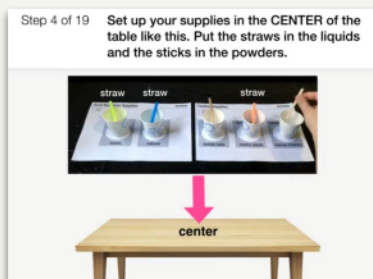 Step 4 of 19
Set up your supplies in the CENTER of the
table like this. Put the straws in the liquids
and the sticks in the powders.
straw straw straw
center